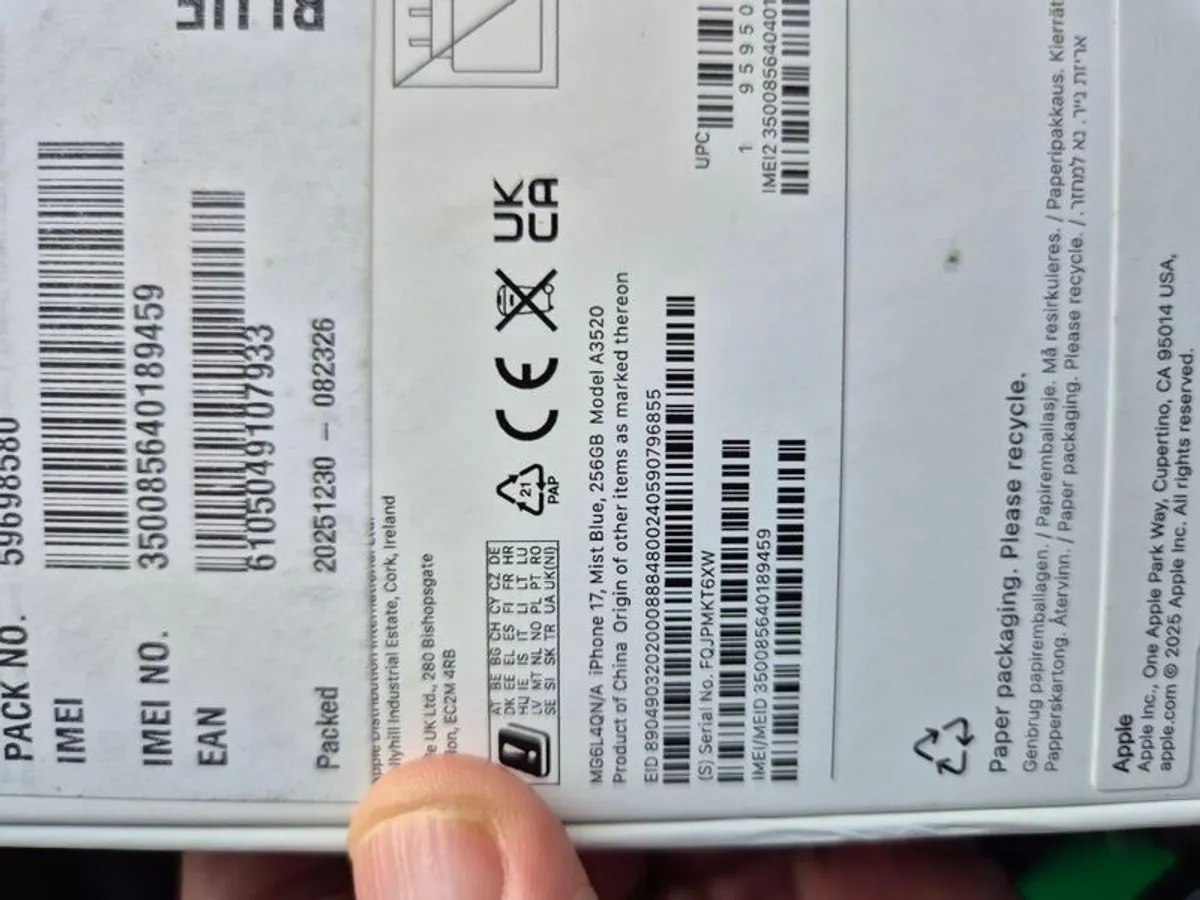 PACK NO. 59698580
IMEI
IMEI NO. 350085640189459
EAN
6105049107933
Packed 20251230 – 082326
llyhill Industrial Estate, Cork, Ireland
UK Ltd., 280 Bishopsgate
EC2M 4RB
AT BE BG CH CY CZ DE
DK EE EL ES FI FR HR
HU IE IS IT LI LT LU
LV MT NL NO PL PT RO
SE SI SK TR UA UK(NI)
21
PAP
CE
UK
CA
MG6L4QN/A iPhone 17, Mist Blue, 256GB Model A3520
Product of China Origin of other items as marked thereon
EID 89049032020008884800240590796855
(S) Serial No. FQJPMKT6XW
IMEI/MEID 350085640189459
UPC
1 95950
IMEI2 35008564040
Paper packaging. Please recycle.
Genbrug papiremballagen. / Papiremballasje. Må resirkuleres. / Paperipakkaus. Kierrät
Papperskartong. Återvinn. / Paper packaging. Please recycle. / אריזת נייר. נא למחזר.
Apple
Apple Inc., One Apple Park Way, Cupertino, CA 95014 USA,
apple.com © 2025 Apple Inc. All rights reserved.